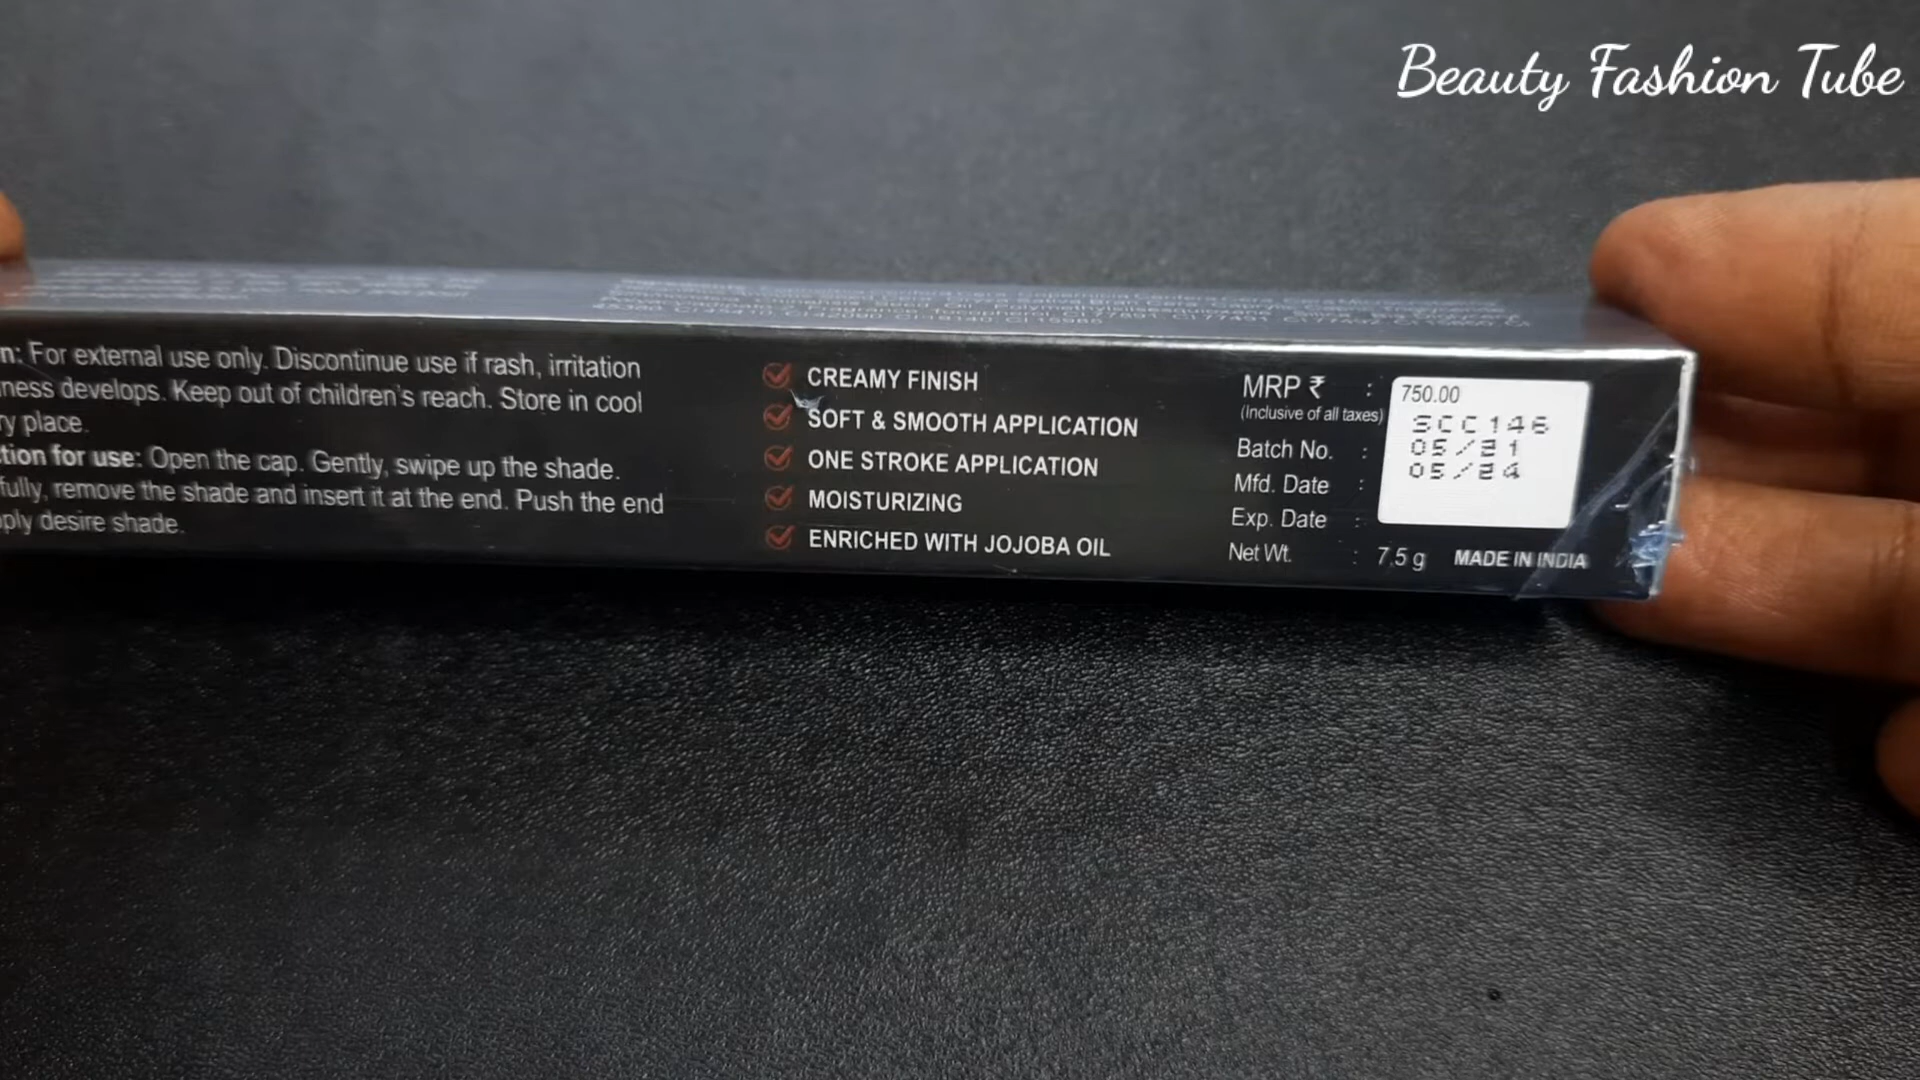 Beauty Fashion Tube
n: For external use only. Discontinue use if rash, irritation
ness develops. Keep out of children's reach. Store in cool
ry place.
tion for use: Open the cap. Gently, swipe up the shade.
fully, remove the shade and insert it at the end. Push the end
ply desire shade.
CREAMY FINISH
SOFT & SMOOTH APPLICATION
ONE STROKE APPLICATION
MOISTURIZING
ENRICHED WITH JOJOBA OIL
MRP ₹ : 750.00
(Inclusive of all taxes)
SCC146
Batch No. : 05/21
Mfd. Date : 05/24
Exp. Date :
Net Wt. : 7.5 g MADE IN INDIA